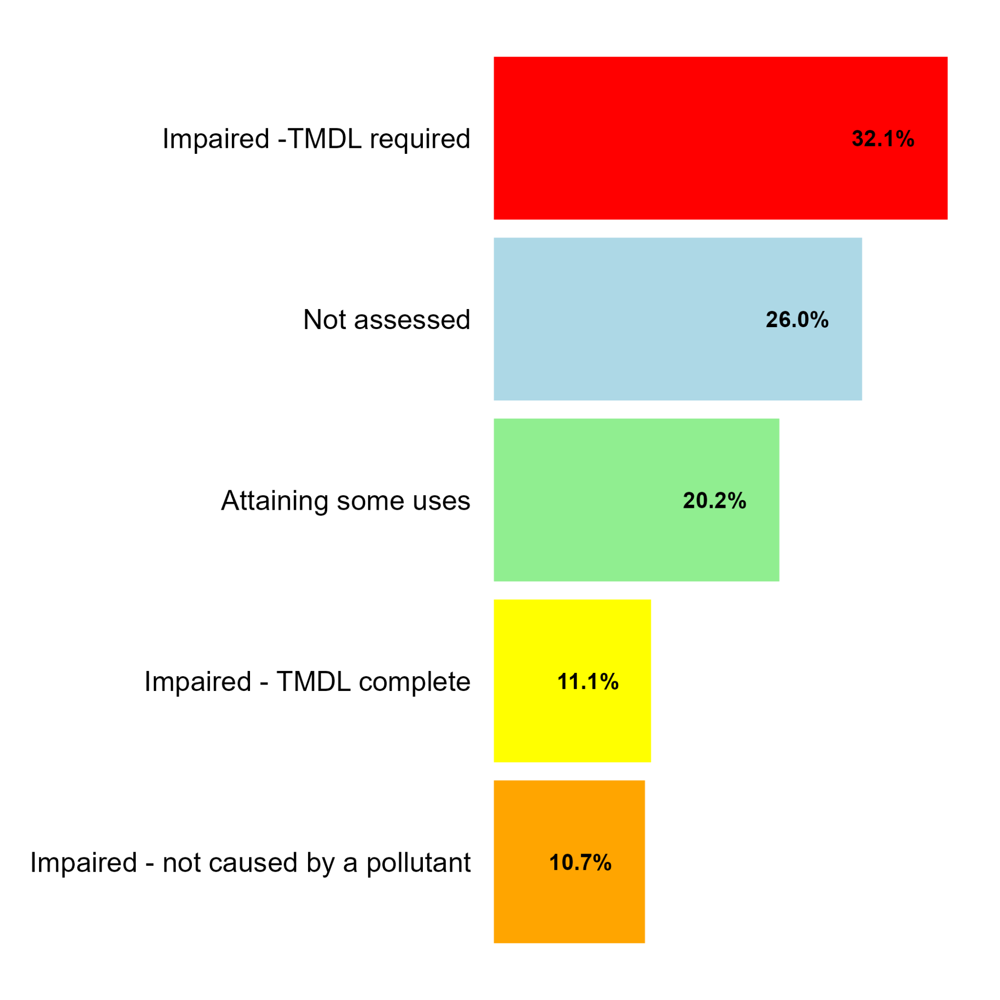 Impaired -TMDL required
32.1%
Not assessed
26.0%
Attaining some uses
20.2%
Impaired - TMDL complete
11.1%
Impaired - not caused by a pollutant
10.7%